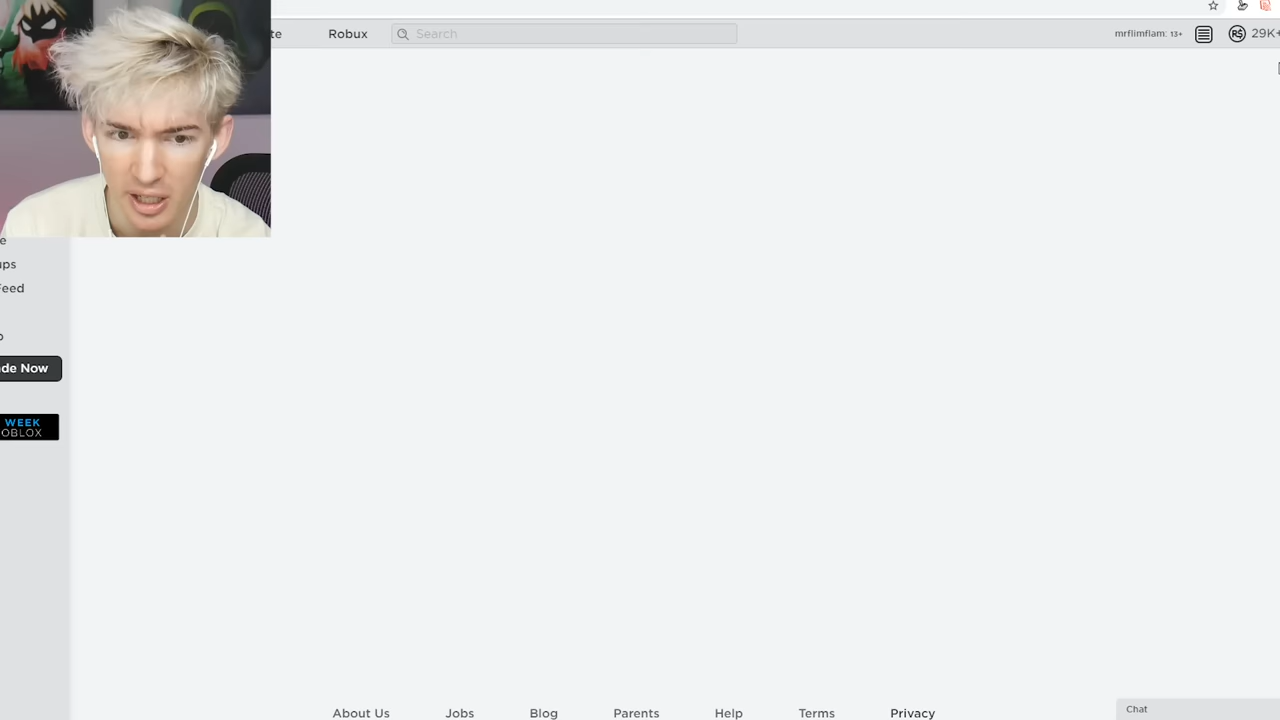 te Robux Search mrflimflam: 13+ 29K+
e
ups
Feed
o
de Now
WEEK
OBLOX
About Us Jobs Blog Parents Help Terms Privacy
Chat